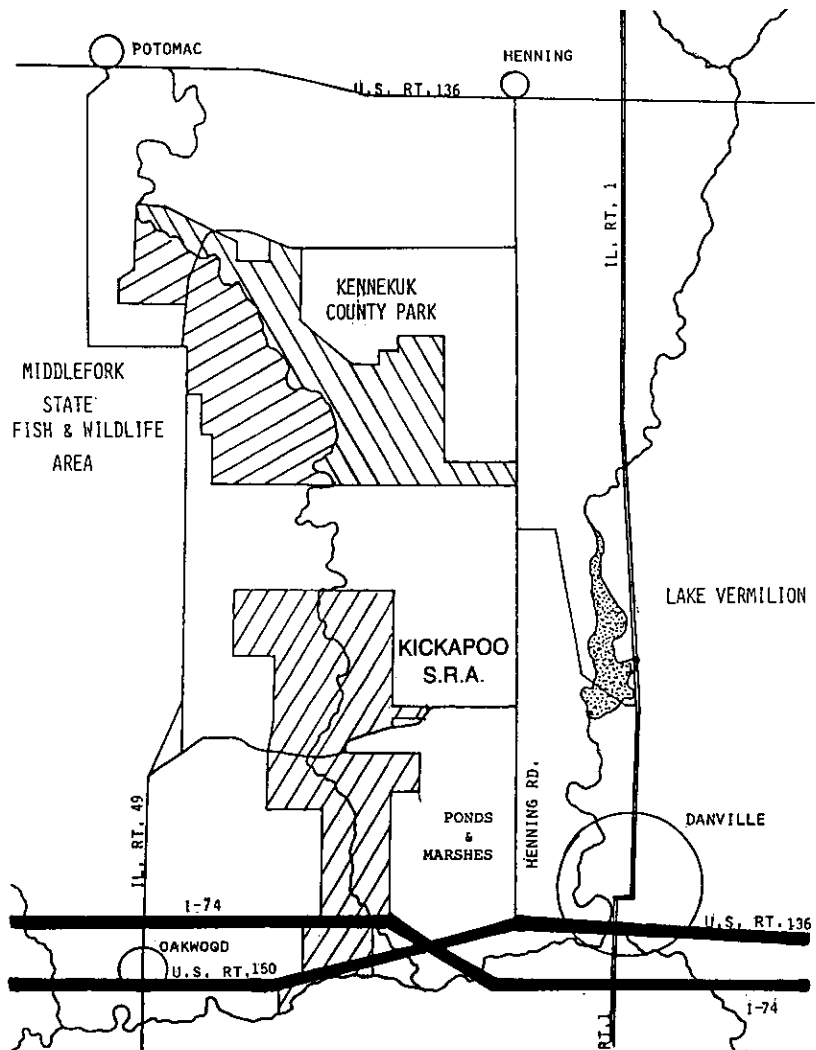 POTOMAC
HENNING
U.S. RT. 136
IL. RT. 1
KENNEKUK
COUNTY PARK
MIDDLEFORK
STATE
FISH & WILDLIFE
AREA
LAKE VERMILION
KICKAPOO
S.R.A.
HENNING RD.
PONDS
&
MARSHES
DANVILLE
IL. RT. 49
I-74
U.S. RT. 136
OAKWOOD
U.S. RT. 150
I-74
RT. 1